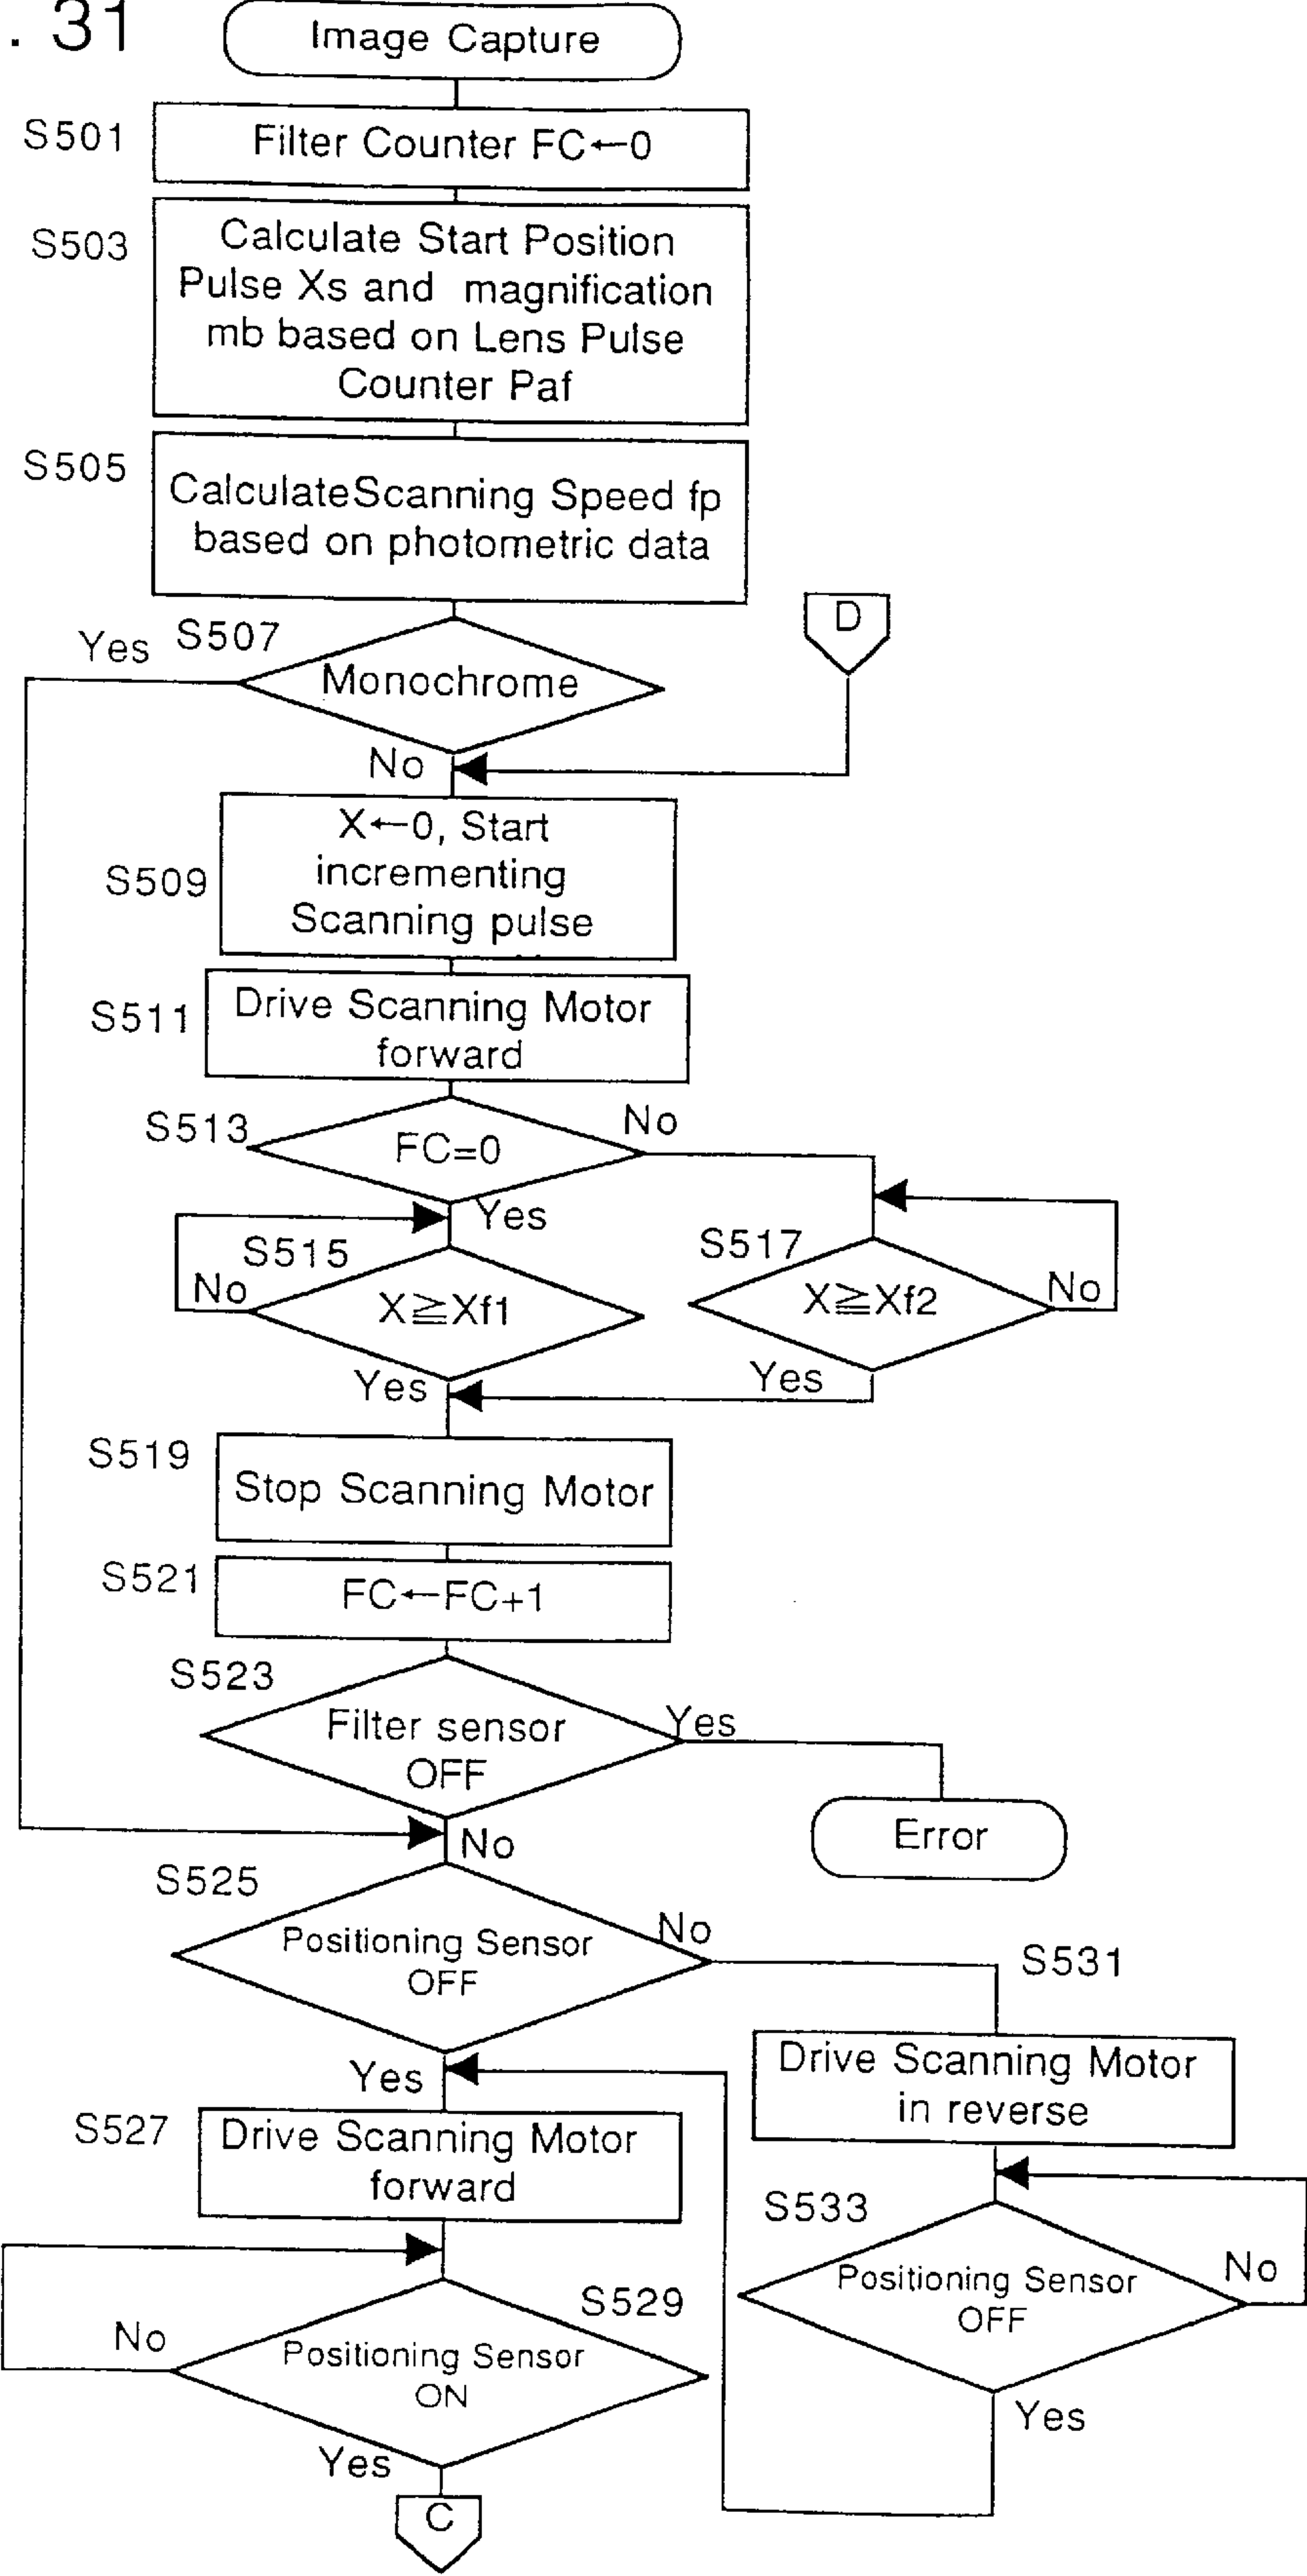 . 31
Image Capture
S501
Filter Counter FC←0
S503
Calculate Start Position
Pulse Xs and magnification
mb based on Lens Pulse
Counter Paf
S505
CalculateScanning Speed fp
based on photometric data
D
Yes
S507
Monochrome
No
S509
X←0, Start
incrementing
Scanning pulse
S511
Drive Scanning Motor
forward
S513
FC=0
No
Yes
S515
No
X≧Xf1
S517
X≧Xf2
No
Yes
Yes
S519
Stop Scanning Motor
S521
FC←FC+1
S523
Filter sensor
OFF
Yes
Error
No
S525
Positioning Sensor
OFF
No
S531
Yes
Drive Scanning Motor
in reverse
S527
Drive Scanning Motor
forward
S533
Positioning Sensor
OFF
No
S529
No
Positioning Sensor
ON
Yes
Yes
C